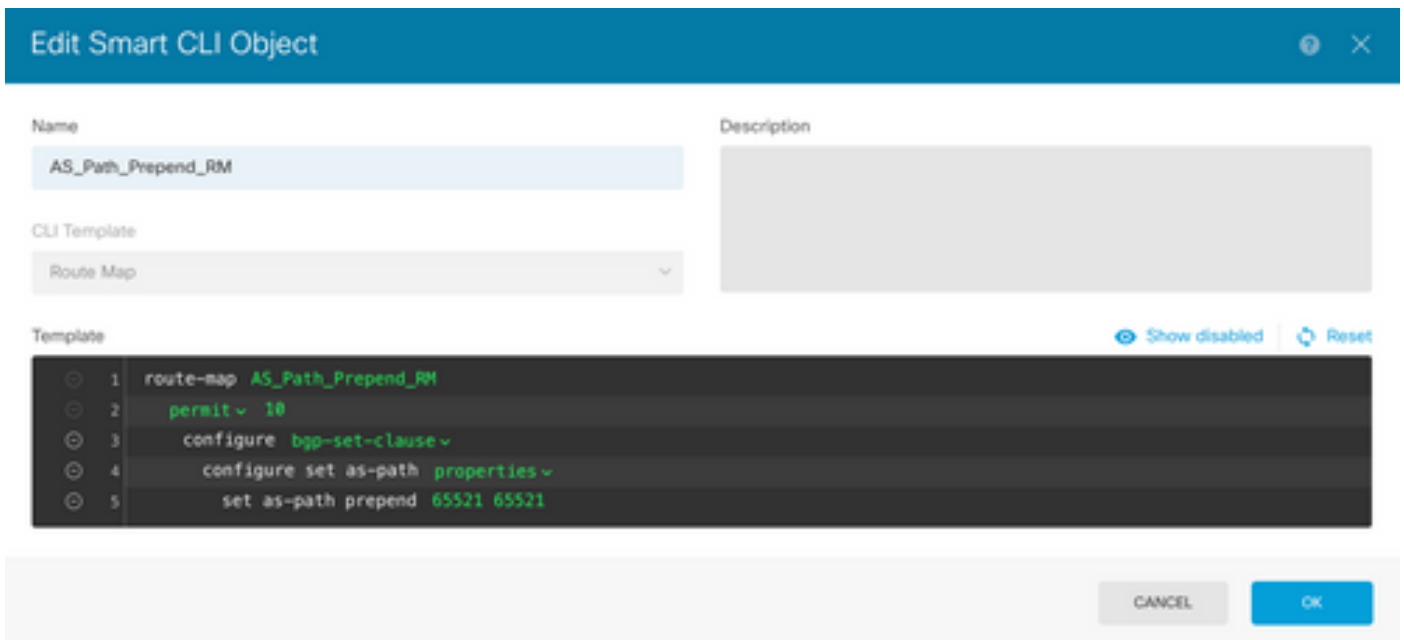 Edit Smart CLI Object
Name
Description
AS_Path_Prepend_RM
CLI Template
Route Map
Template
Show disabled
Reset
1 route-map AS_Path_Prepend_RM
2 permit 10
3 configure bgp-set-clause
4 configure set as-path properties
5 set as-path prepend 65521 65521
CANCEL
OK